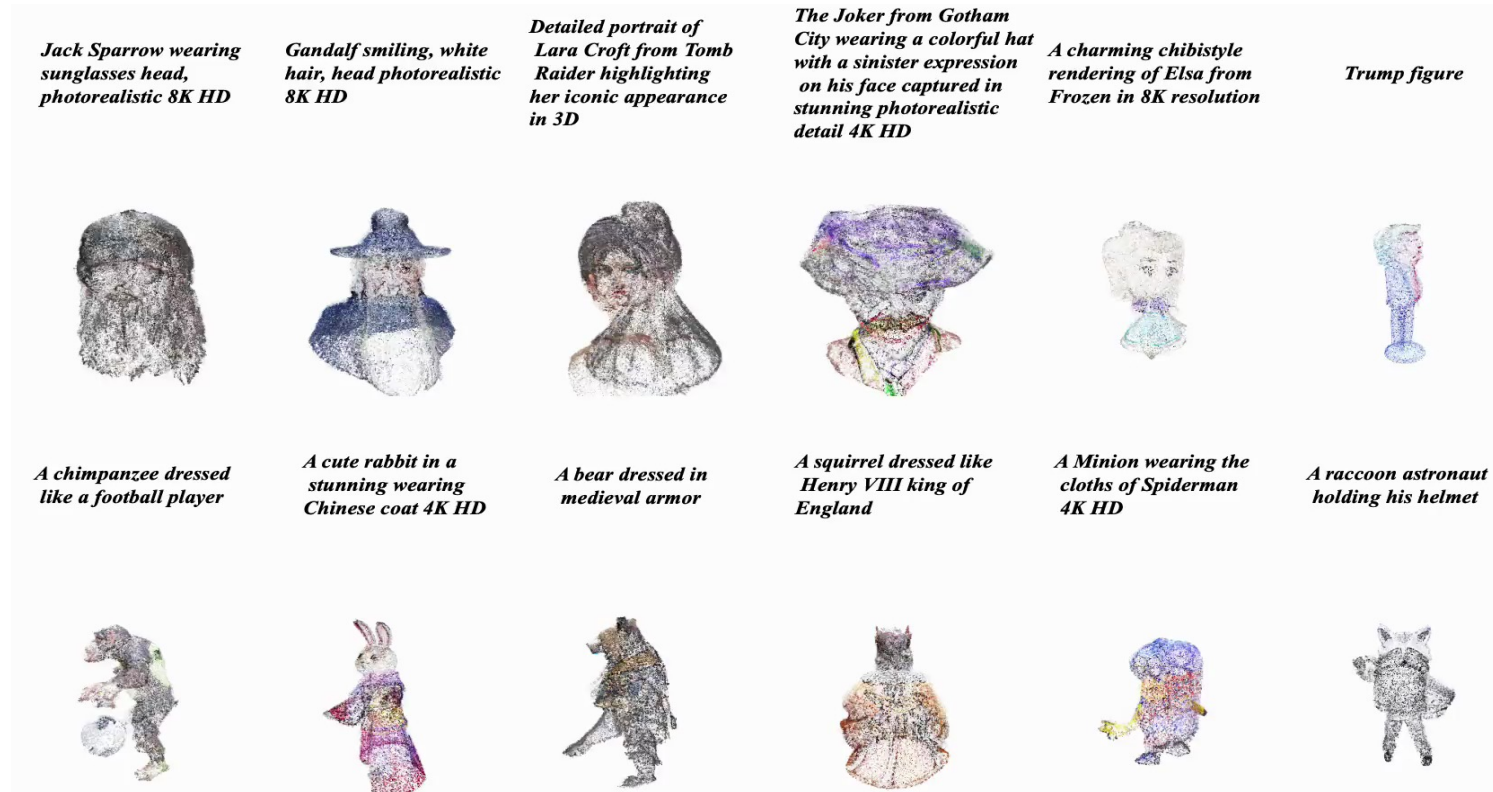 Jack Sparrow wearing
sunglasses head,
photorealistic 8K HD
Gandalf smiling, white
hair, head photorealistic
8K HD
Detailed portrait of
Lara Croft from Tomb
Raider highlighting
her iconic appearance
in 3D
The Joker from Gotham
City wearing a colorful hat
with a sinister expression
on his face captured in
stunning photorealistic
detail 4K HD
A charming chibistyle
rendering of Elsa from
Frozen in 8K resolution
Trump figure
A chimpanzee dressed
like a football player
A cute rabbit in a
stunning wearing
Chinese coat 4K HD
A bear dressed in
medieval armor
A squirrel dressed like
Henry VIII king of
England
A Minion wearing the
cloths of Spiderman
4K HD
A raccoon astronaut
holding his helmet